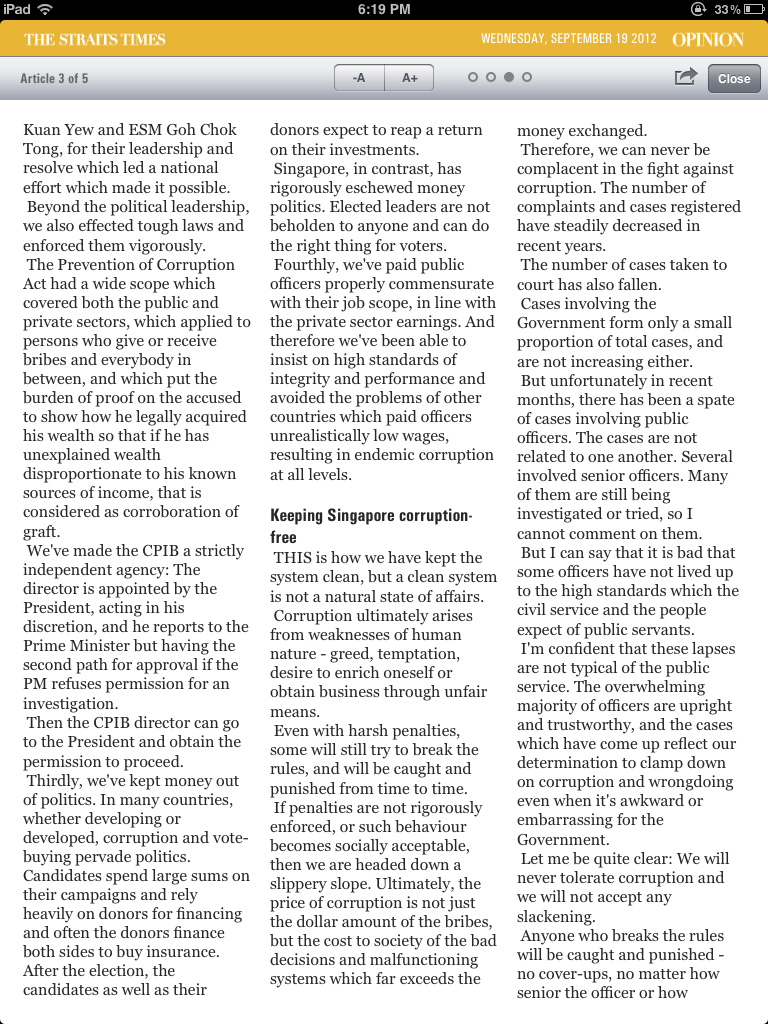 iPad
6:19 PM
33%
THE STRAITS TIMES
WEDNESDAY, SEPTEMBER 19 2012
OPINION
Article 3 of 5
-A
A+
Close
Kuan Yew and ESM Goh Chok
Tong, for their leadership and
resolve which led a national
effort which made it possible.
Beyond the political leadership,
we also effected tough laws and
enforced them vigorously.
The Prevention of Corruption
Act had a wide scope which
covered both the public and
private sectors, which applied to
persons who give or receive
bribes and everybody in
between, and which put the
burden of proof on the accused
to show how he legally acquired
his wealth so that if he has
unexplained wealth
disproportionate to his known
sources of income, that is
considered as corroboration of
graft.
We've made the CPIB a strictly
independent agency: The
director is appointed by the
President, acting in his
discretion, and he reports to the
Prime Minister but having the
second path for approval if the
PM refuses permission for an
investigation.
Then the CPIB director can go
to the President and obtain the
permission to proceed.
Thirdly, we've kept money out
of politics. In many countries,
whether developing or
developed, corruption and vote-
buying pervade politics.
Candidates spend large sums on
their campaigns and rely
heavily on donors for financing
and often the donors finance
both sides to buy insurance.
After the election, the
candidates as well as their
donors expect to reap a return
on their investments.
Singapore, in contrast, has
rigorously eschewed money
politics. Elected leaders are not
beholden to anyone and can do
the right thing for voters.
Fourthly, we've paid public
officers properly commensurate
with their job scope, in line with
the private sector earnings. And
therefore we've been able to
insist on high standards of
integrity and performance and
avoided the problems of other
countries which paid officers
unrealistically low wages,
resulting in endemic corruption
at all levels.
Keeping Singapore corruption-
free
THIS is how we have kept the
system clean, but a clean system
is not a natural state of affairs.
Corruption ultimately arises
from weaknesses of human
nature - greed, temptation,
desire to enrich oneself or
obtain business through unfair
means.
Even with harsh penalties,
some will still try to break the
rules, and will be caught and
punished from time to time.
If penalties are not rigorously
enforced, or such behaviour
becomes socially acceptable,
then we are headed down a
slippery slope. Ultimately, the
price of corruption is not just
the dollar amount of the bribes,
but the cost to society of the bad
decisions and malfunctioning
systems which far exceeds the
money exchanged.
Therefore, we can never be
complacent in the fight against
corruption. The number of
complaints and cases registered
have steadily decreased in
recent years.
The number of cases taken to
court has also fallen.
Cases involving the
Government form only a small
proportion of total cases, and
are not increasing either.
But unfortunately in recent
months, there has been a spate
of cases involving public
officers. The cases are not
related to one another. Several
involved senior officers. Many
of them are still being
investigated or tried, so I
cannot comment on them.
But I can say that it is bad that
some officers have not lived up
to the high standards which the
civil service and the people
expect of public servants.
I'm confident that these lapses
are not typical of the public
service. The overwhelming
majority of officers are upright
and trustworthy, and the cases
which have come up reflect our
determination to clamp down
on corruption and wrongdoing
even when it's awkward or
embarrassing for the
Government.
Let me be quite clear: We will
never tolerate corruption and
we will not accept any
slackening.
Anyone who breaks the rules
will be caught and punished -
no cover-ups, no matter how
senior the officer or how